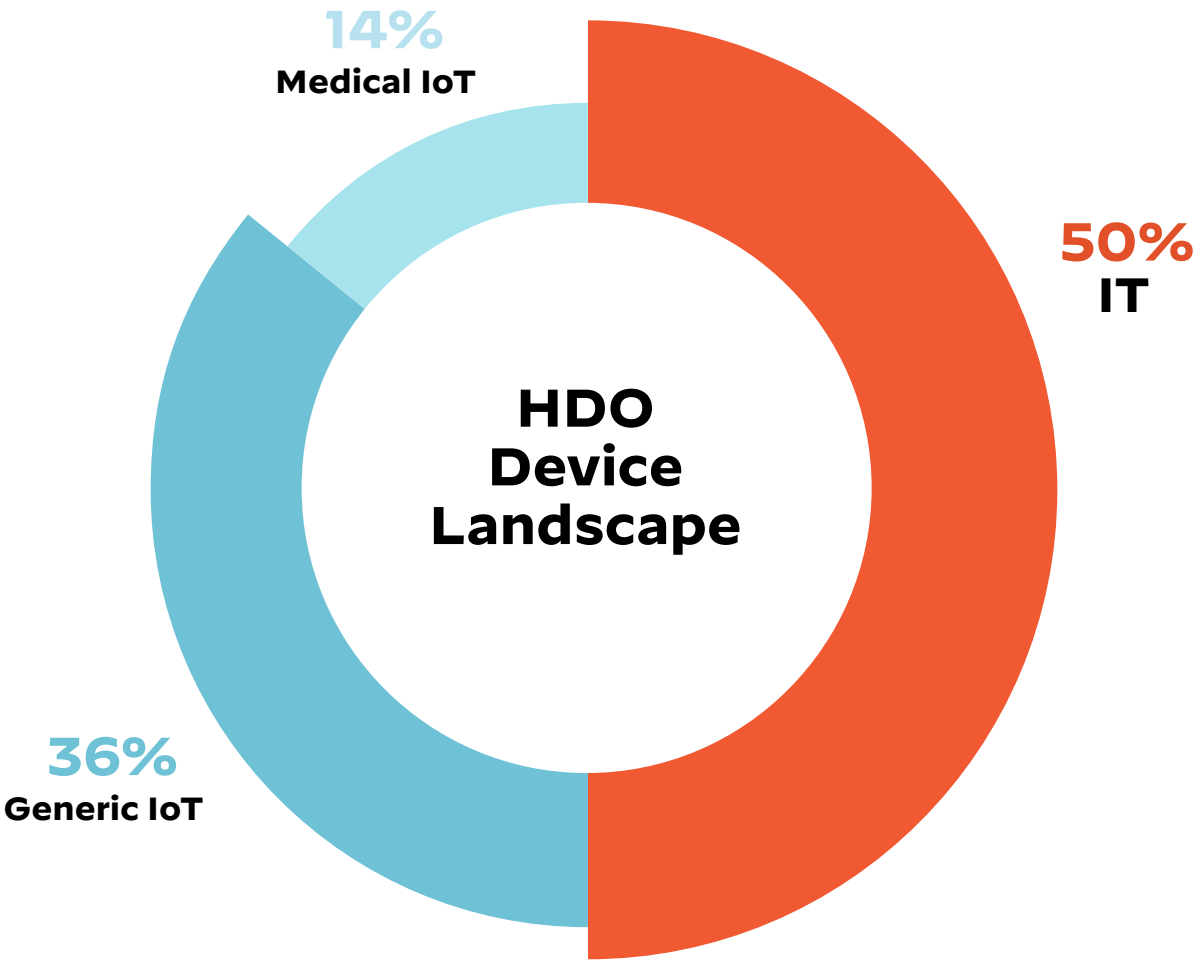 14%
Medical IoT
50%
IT
HDO
Device
Landscape
36%
Generic IoT